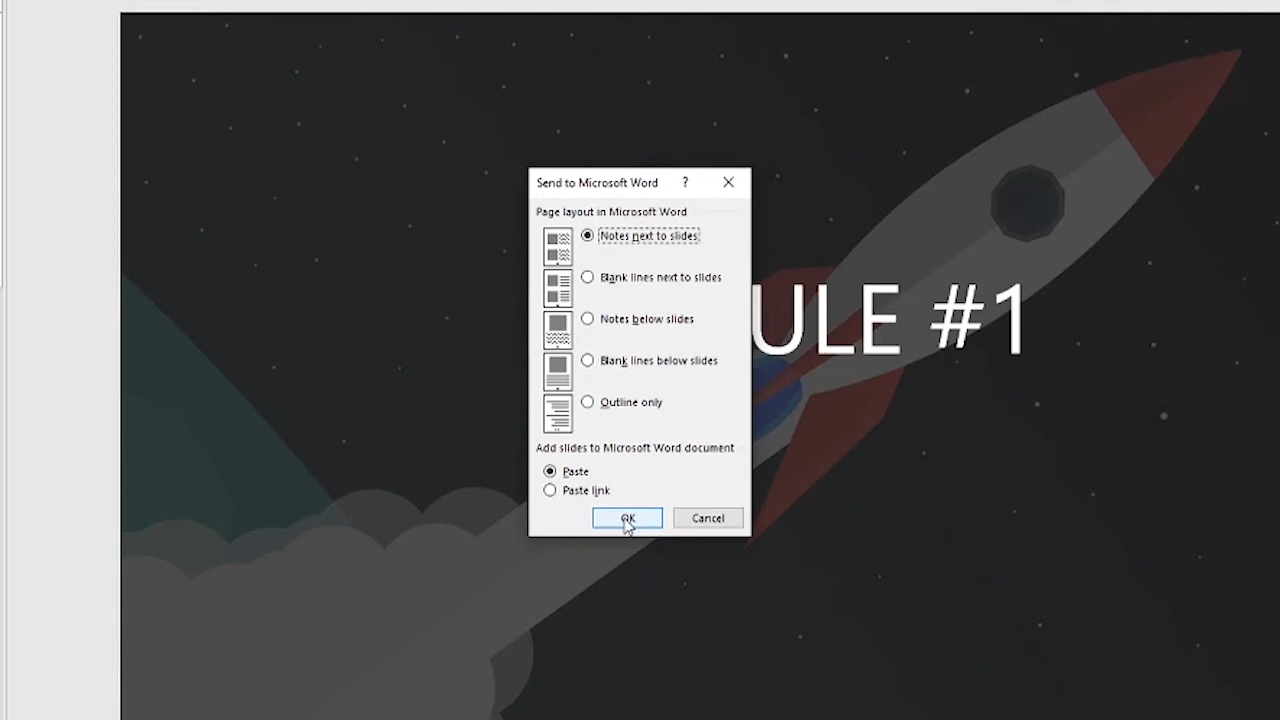 Send to Microsoft Word ?
Page layout in Microsoft Word
Notes next to slides
Blank lines next to slides
Notes below slides
Blank lines below slides
Outline only
Add slides to Microsoft Word document
Paste
Paste link
OK Cancel
ULE #1